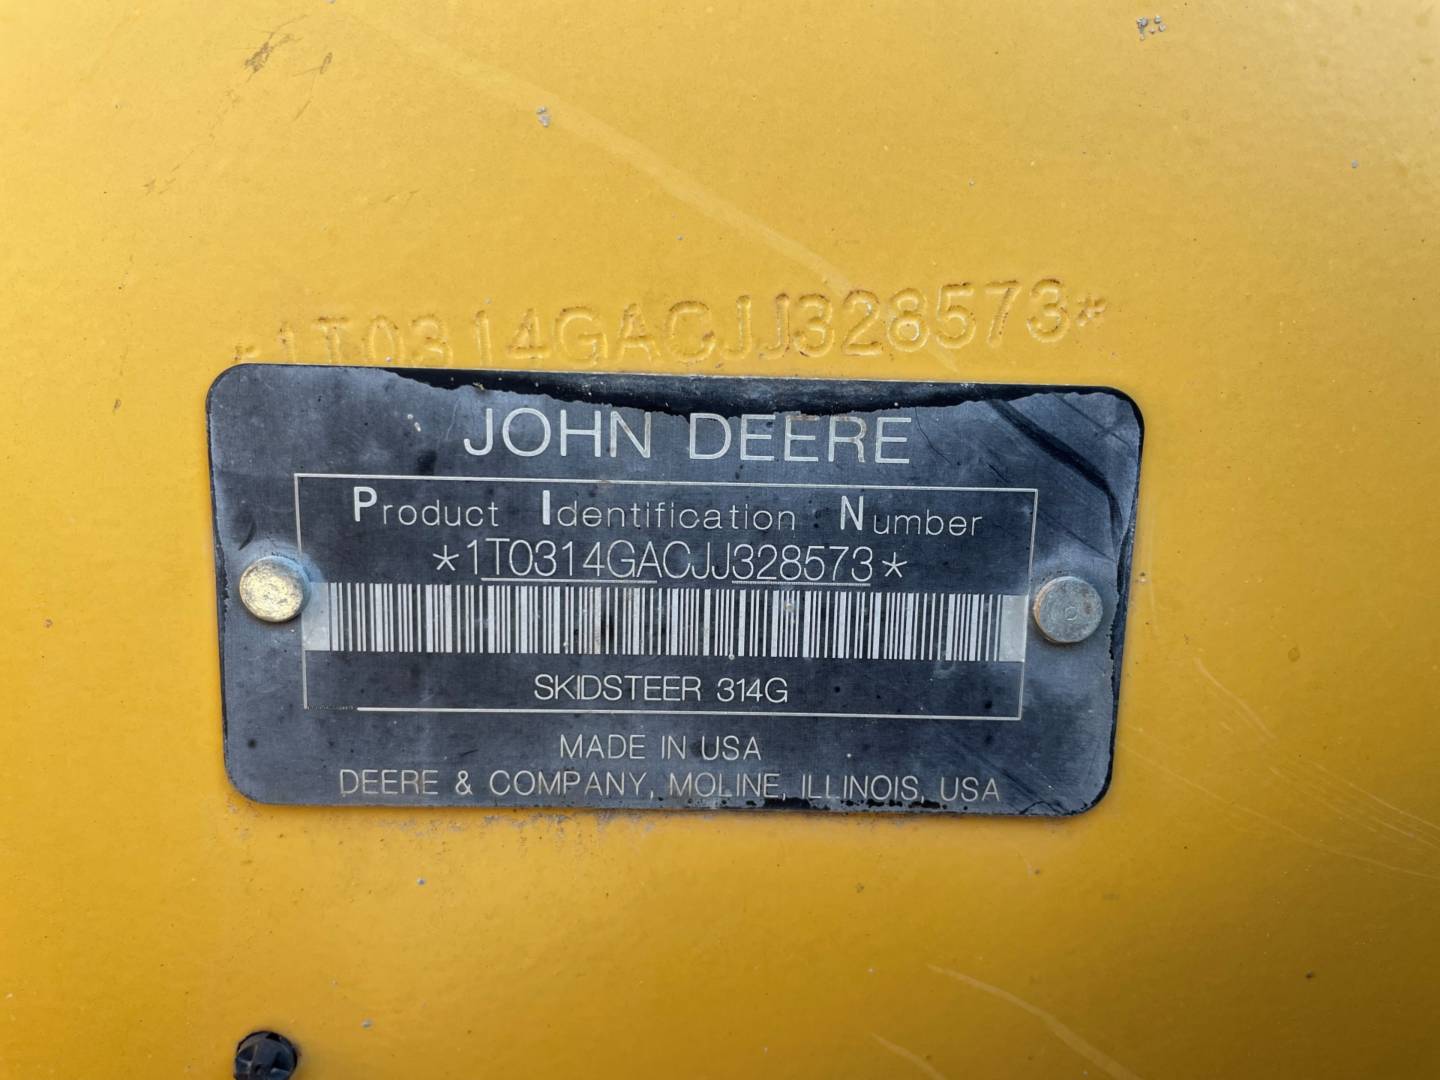 *1T0314GACJJ328573*
JOHN DEERE
Product Identification Number
*1T0314GACJJ328573*
SKIDSTEER 314G
MADE IN USA
DEERE & COMPANY, MOLINE, ILLINOIS, USA